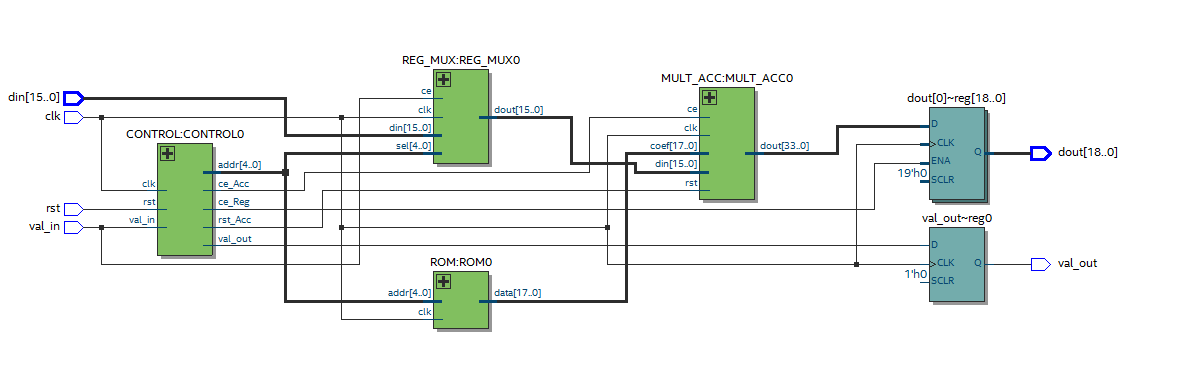 REG_MUX:REG_MUX0
ce
clk
din[15..0]
sel[4..0]
dout[15..0]
MULT_ACC:MULT_ACC0
ce
clk
coef[17..0]
din[15..0]
rst
dout[33..0]
dout[0]~reg[18..0]
D
CLK
ENA
19'h0
SCLR
Q
dout[18..0]
din[15..0]
clk
CONTROL:CONTROL0
clk
rst
val_in
addr[4..0]
ce_Acc
ce_Reg
rst_Acc
val_out
rst
val_in
val_out~reg0
D
CLK
1'h0
SCLR
Q
val_out
ROM:ROM0
addr[4..0]
clk
data[17..0]